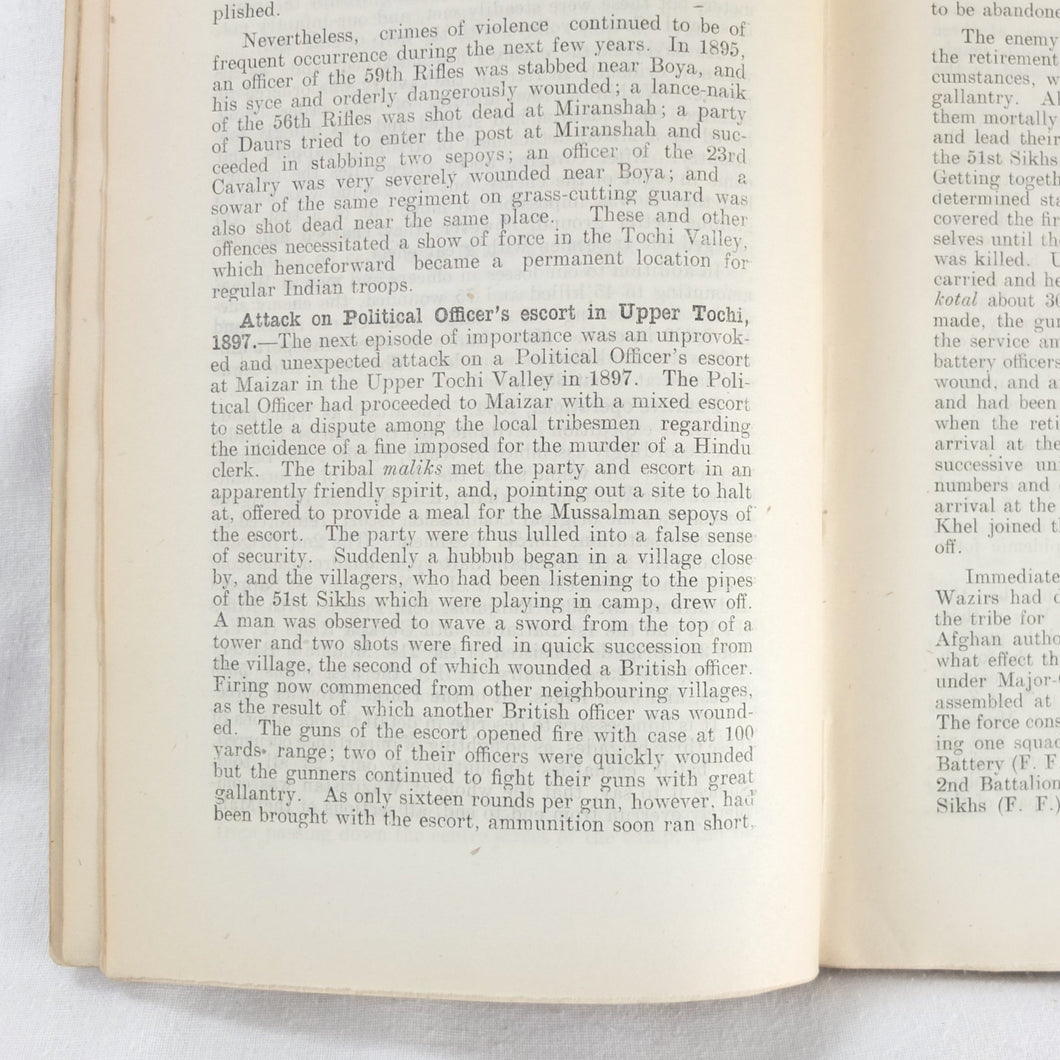 plished.
Nevertheless, crimes of violence continued to be of
frequent occurrence during the next few years. In 1895,
an officer of the 59th Rifles was stabbed near Boya, and
his syce and orderly dangerously wounded; a lance-naik
of the 56th Rifles was shot dead at Miranshah; a party
of Daurs tried to enter the post at Miranshah and suc-
ceeded in stabbing two sepoys; an officer of the 23rd
Cavalry was very severely wounded near Boya; and a
sowar of the same regiment on grass-cutting guard was
also shot dead near the same place. These and other
offences necessitated a show of force in the Tochi Valley,
which henceforward became a permanent location for
regular Indian troops.
Attack on Political Officer's escort in Upper Tochi,
1897.—The next episode of importance was an unprovok-
ed and unexpected attack on a Political Officer's escort
at Maizar in the Upper Tochi Valley in 1897. The Poli-
tical Officer had proceeded to Maizar with a mixed escort
to settle a dispute among the local tribesmen regarding
the incidence of a fine imposed for the murder of a Hindu
clerk. The tribal maliks met the party and escort in an
apparently friendly spirit, and, pointing out a site to halt
at, offered to provide a meal for the Mussalman sepoys of
the escort. The party were thus lulled into a false sense
of security. Suddenly a hubbub began in a village close
by, and the villagers, who had been listening to the pipes
of the 51st Sikhs which were playing in camp, drew off.
A man was observed to wave a sword from the top of a
tower and two shots were fired in quick succession from
the village, the second of which wounded a British officer.
Firing now commenced from other neighbouring villages,
as the result of which another British officer was wound-
ed. The guns of the escort opened fire with case at 100
yards' range; two of their officers were quickly wounded
but the gunners continued to fight their guns with great
gallantry. As only sixteen rounds per gun, however, had
been brought with the escort, ammunition soon ran short,
to be abandone
The enemy
the retirement
cumstances, w
gallantry. Al
them mortally
and lead their
the 51st Sikhs
Getting togeth
determined sta
covered the fir
selves until the
was killed. U
carried and he
kotal about 30
made, the gun
the service am
battery officers
wound, and a
and had been
when the reti
arrival at the
successive uni
numbers and
arrival at the
Khel joined th
off.
Immediate
Wazirs had c
the tribe for
Afghan autho
what effect th
under Major-
assembled at
The force cons
ing one squad
Battery (F. F
2nd Battalion
Sikhs (F. F.)